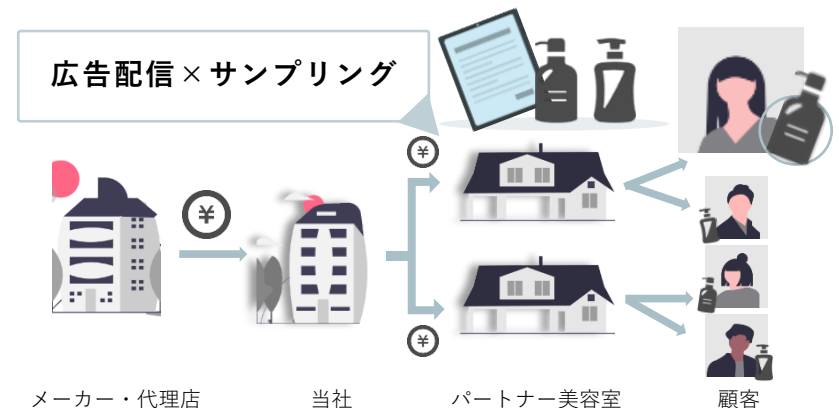 広告配信×サンプリング
¥
¥
¥
メーカー・代理店
当社
パートナー美容室
顧客